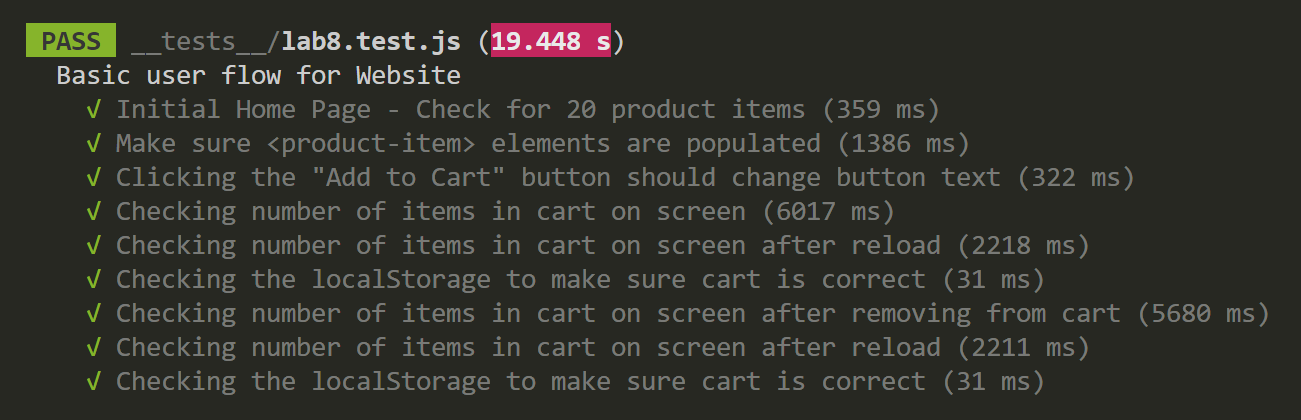 PASS __tests__/lab8.test.js (19.448 s)
Basic user flow for Website
√ Initial Home Page - Check for 20 product items (359 ms)
√ Make sure <product-item> elements are populated (1386 ms)
√ Clicking the "Add to Cart" button should change button text (322 ms)
√ Checking number of items in cart on screen (6017 ms)
√ Checking number of items in cart on screen after reload (2218 ms)
√ Checking the localStorage to make sure cart is correct (31 ms)
√ Checking number of items in cart on screen after removing from cart (5680 ms)
√ Checking number of items in cart on screen after reload (2211 ms)
√ Checking the localStorage to make sure cart is correct (31 ms)